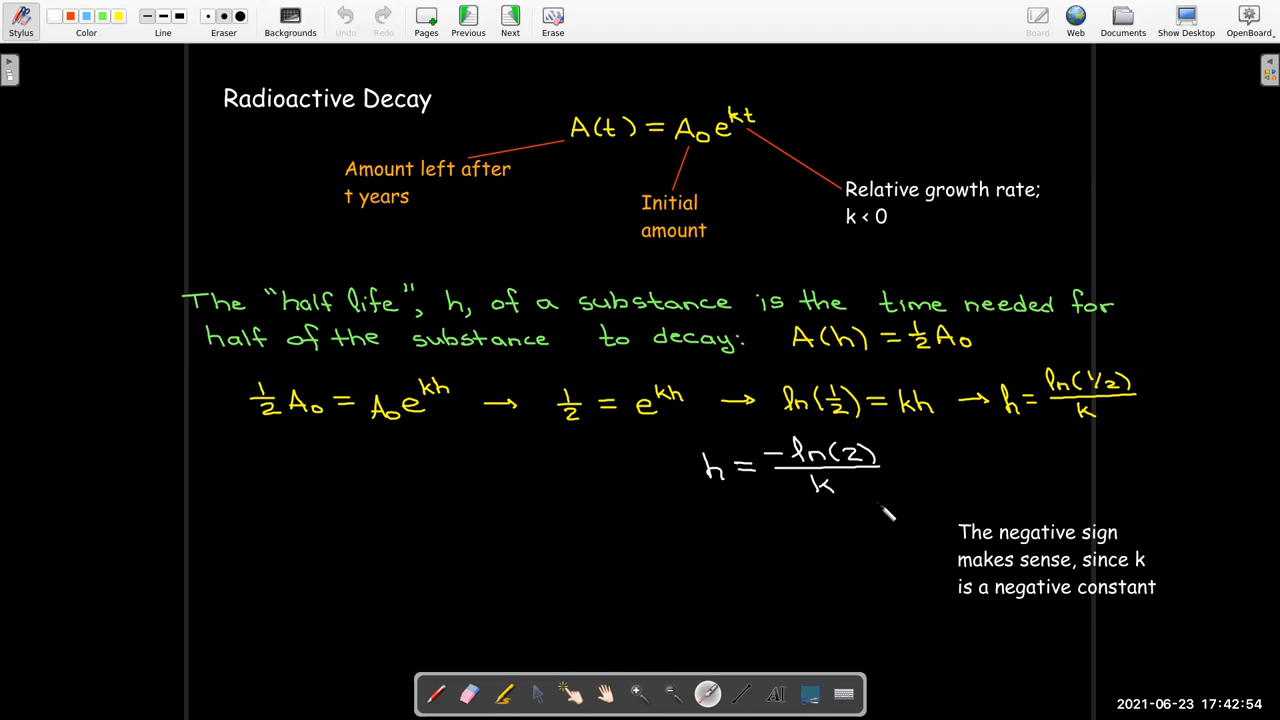 Stylus Color Line Eraser Backgrounds Undo Redo Pages Previous Next Erase Board Web Documents Show Desktop OpenBoard
Radioactive Decay
A(t) = A₀e^{kt}
Amount left after
t years
Initial
amount
Relative growth rate;
k < 0
The "half life", h, of a substance is the time needed for
half of the substance to decay: A(h) = ½A₀
½A₀ = A₀e^{kh} → ½ = e^{kh} → ln(½) = kh → h = ln(1/2)/k
h = -ln(2)/k
The negative sign
makes sense, since k
is a negative constant
AI
2021-06-23 17:42:54